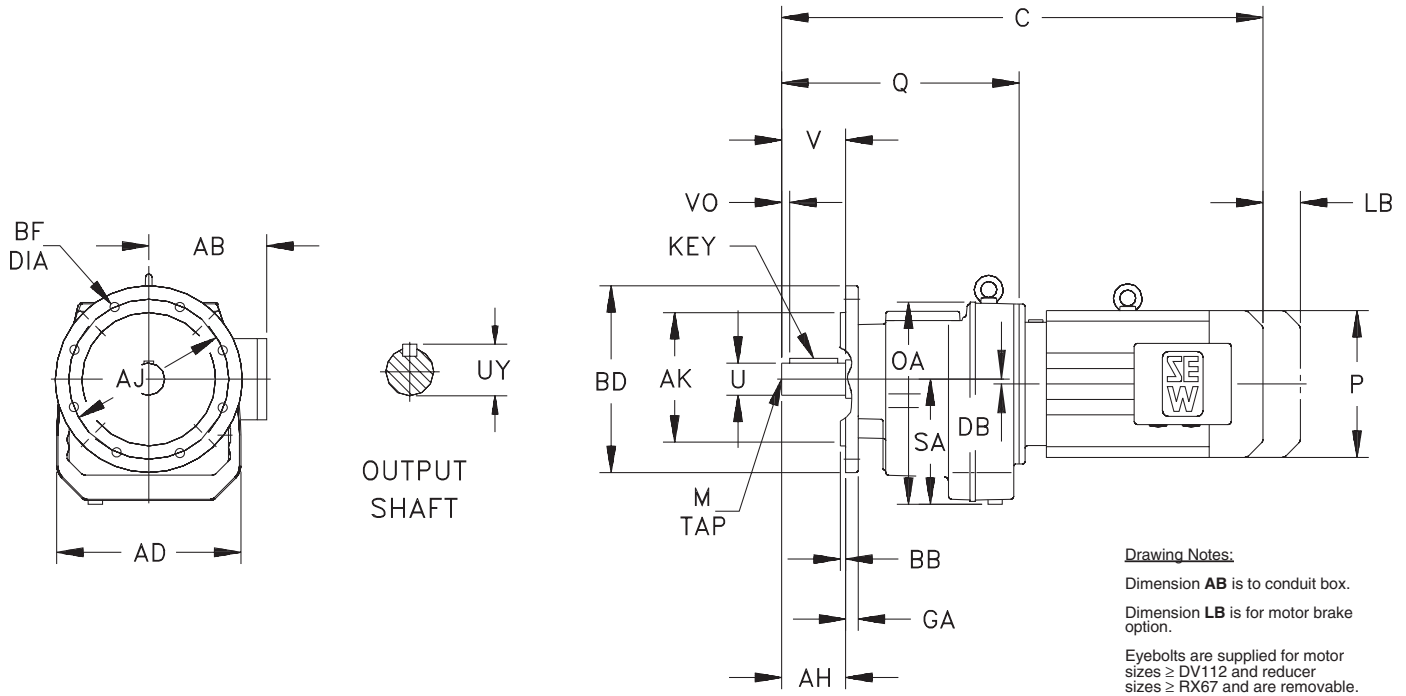 C
Q
V
VO
LB
KEY
BF
DIA
AB
AJ
UY
BD
AK
U
OA
SA
DB
SE
W
P
OUTPUT
SHAFT
M
TAP
AD
BB
GA
AH
Drawing Notes:
Dimension AB is to conduit box.
Dimension LB is for motor brake
option.
Eyebolts are supplied for motor
sizes ≥ DV112 and reducer
sizes ≥ RX67 and are removable.